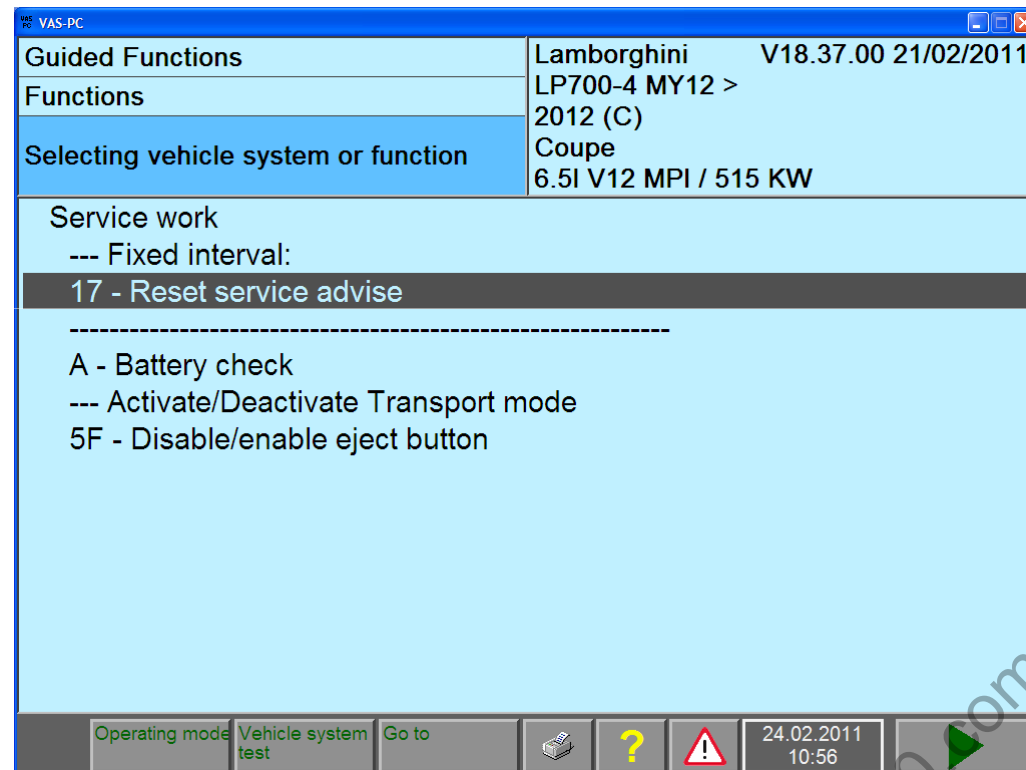 VAS PC VAS-PC
Guided Functions
Functions
Selecting vehicle system or function
Lamborghini V18.37.00 21/02/2011
LP700-4 MY12 >
2012 (C)
Coupe
6.5l V12 MPI / 515 KW
Service work
--- Fixed interval:
17 - Reset service advise
------------------------------------------------------------
A - Battery check
--- Activate/Deactivate Transport mode
5F - Disable/enable eject button
Operating mode
Vehicle system
test
Go to
?
!
24.02.2011
10:56
com